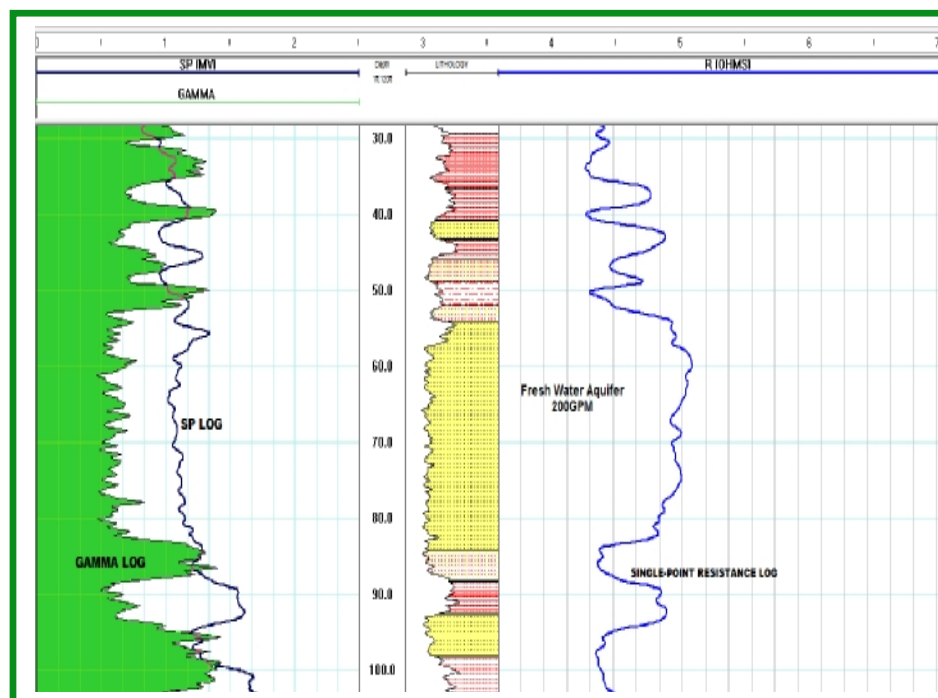 0 1 2 3 4 5 7
SP (MV) LITHOLOGY R (OHMS)
GAMMA
30.0
40.0
50.0
60.0
Fresh Water Aquifer
200GPM
SP LOG
70.0
80.0
GAMMA LOG
SINGLE-POINT RESISTANCE LOG
90.0
100.0